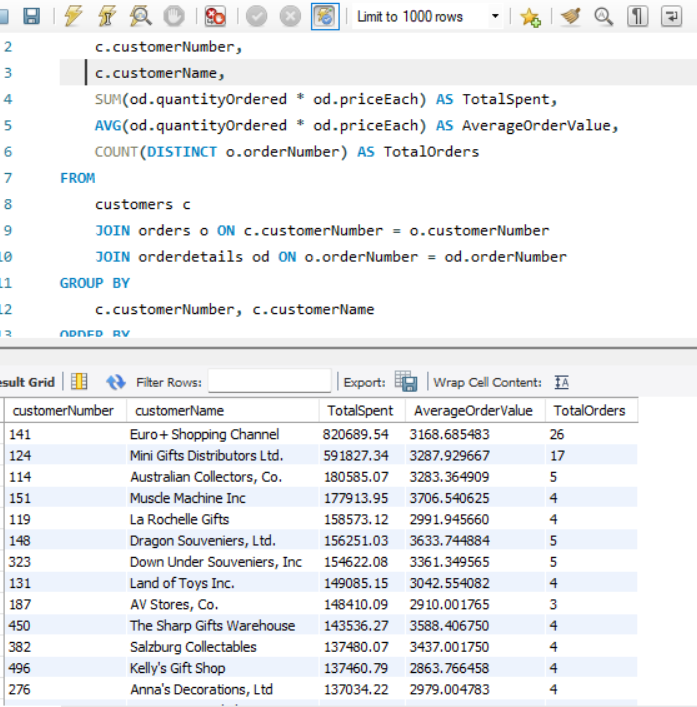 Limit to 1000 rows
2 c.customerNumber,
3 c.customerName,
4 SUM(od.quantityOrdered * od.priceEach) AS TotalSpent,
5 AVG(od.quantityOrdered * od.priceEach) AS AverageOrderValue,
6 COUNT(DISTINCT o.orderNumber) AS TotalOrders
7 FROM
8 customers c
9 JOIN orders o ON c.customerNumber = o.customerNumber
10 JOIN orderdetails od ON o.orderNumber = od.orderNumber
11 GROUP BY
12 c.customerNumber, c.customerName
13 ORDER BY
esult Grid Filter Rows: Export: Wrap Cell Content: IA
customerNumber customerName TotalSpent AverageOrderValue TotalOrders
141 Euro+ Shopping Channel 820689.54 3168.685483 26
124 Mini Gifts Distributors Ltd. 591827.34 3287.929667 17
114 Australian Collectors, Co. 180585.07 3283.364909 5
151 Muscle Machine Inc 177913.95 3706.540625 4
119 La Rochelle Gifts 158573.12 2991.945660 4
148 Dragon Souveniers, Ltd. 156251.03 3633.744884 5
323 Down Under Souveniers, Inc 154622.08 3361.349565 5
131 Land of Toys Inc. 149085.15 3042.554082 4
187 AV Stores, Co. 148410.09 2910.001765 3
450 The Sharp Gifts Warehouse 143536.27 3588.406750 4
382 Salzburg Collectables 137480.07 3437.001750 4
496 Kelly's Gift Shop 137460.79 2863.766458 4
276 Anna's Decorations, Ltd 137034.22 2979.004783 4